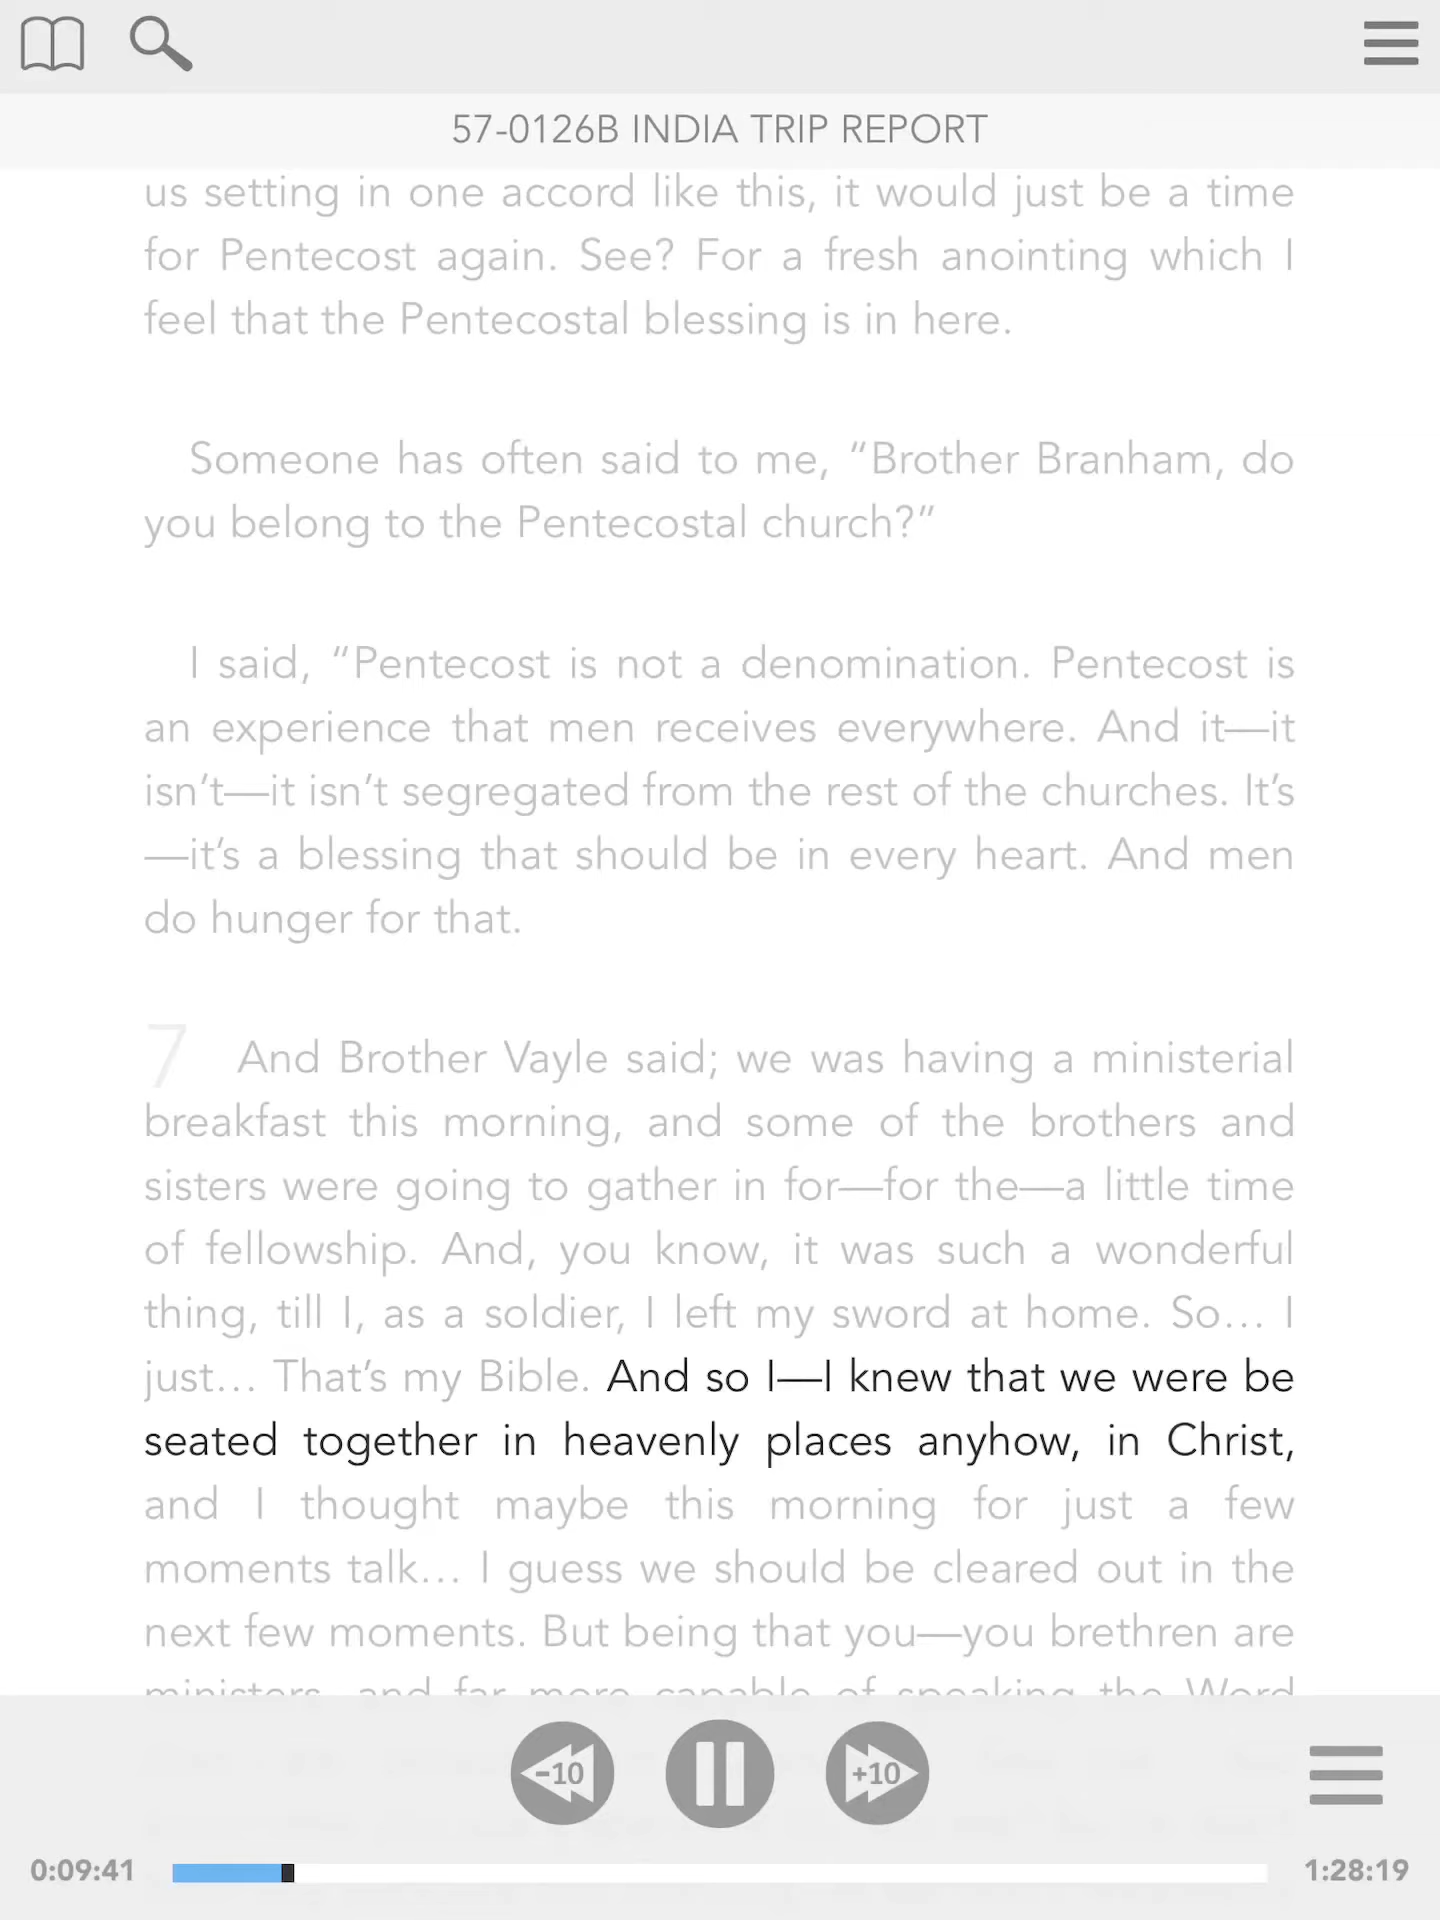 57-0126B INDIA TRIP REPORT
us setting in one accord like this, it would just be a time
for Pentecost again. See? For a fresh anointing which I
feel that the Pentecostal blessing is in here.
Someone has often said to me, “Brother Branham, do
you belong to the Pentecostal church?”
I said, “Pentecost is not a denomination. Pentecost is
an experience that men receives everywhere. And it—it
isn’t—it isn’t segregated from the rest of the churches. It’s
—it’s a blessing that should be in every heart. And men
do hunger for that.
7 And Brother Vayle said; we was having a ministerial
breakfast this morning, and some of the brothers and
sisters were going to gather in for—for the—a little time
of fellowship. And, you know, it was such a wonderful
thing, till I, as a soldier, I left my sword at home. So… I
just… That’s my Bible. And so I—I knew that we were be
seated together in heavenly places anyhow, in Christ,
and I thought maybe this morning for just a few
moments talk… I guess we should be cleared out in the
next few moments. But being that you—you brethren are
ministers, and far more capable of speaking the Word
-10 +10
0:09:41 1:28:19